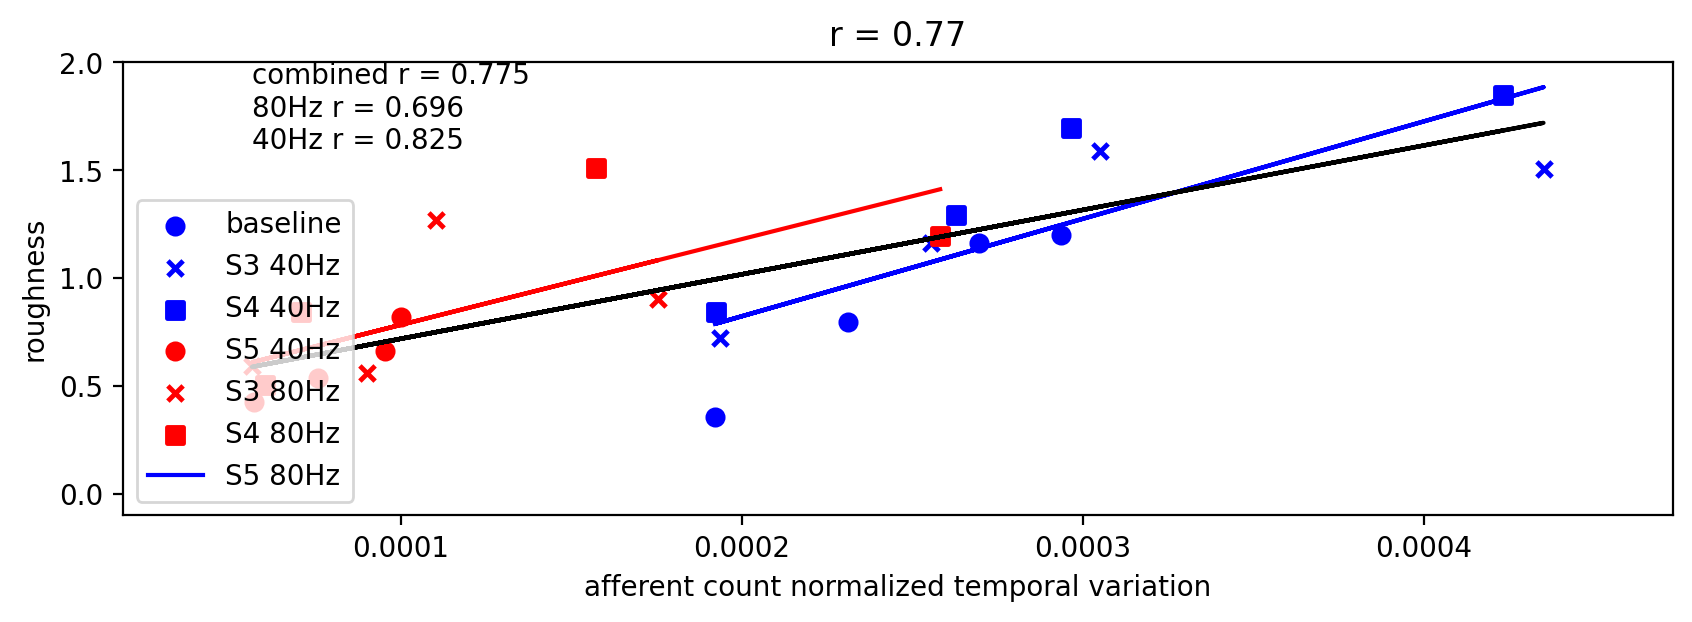 r = 0.77
combined r = 0.775
80Hz r = 0.696
40Hz r = 0.825
2.0
1.5
1.0
0.5
0.0
roughness
baseline
S3 40Hz
S4 40Hz
S5 40Hz
S3 80Hz
S4 80Hz
S5 80Hz
0.0001 0.0002 0.0003 0.0004
afferent count normalized temporal variation